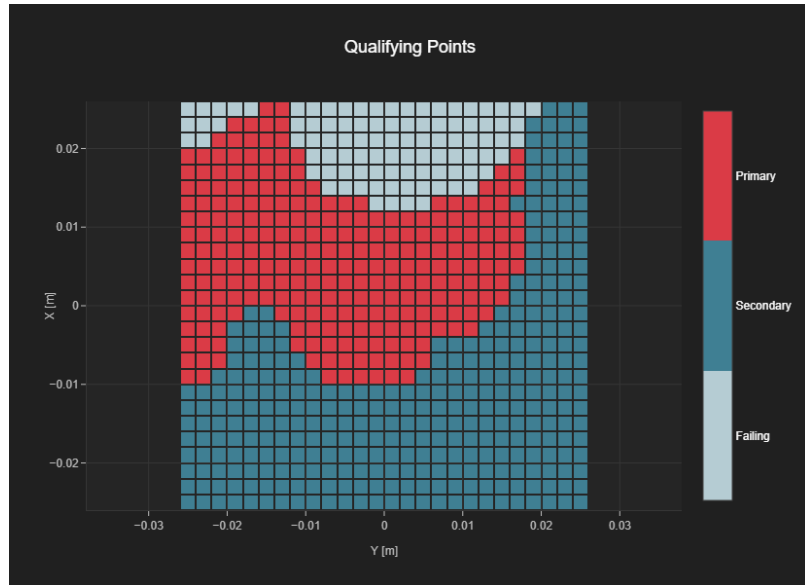 Qualifying Points
0.02
0.01
0
−0.01
−0.02
X [m]
−0.03
−0.02
−0.01
0
0.01
0.02
0.03
Y [m]
Primary
Secondary
Failing